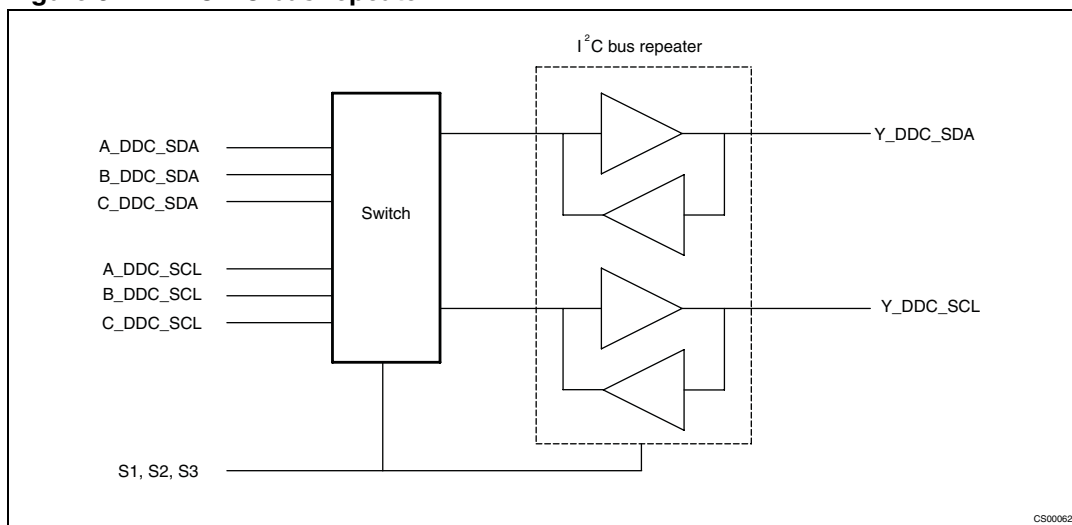 I²C bus repeater
A_DDC_SDA
B_DDC_SDA
C_DDC_SDA
Switch
A_DDC_SCL
B_DDC_SCL
C_DDC_SCL
Y_DDC_SDA
Y_DDC_SCL
S1, S2, S3
CS00062